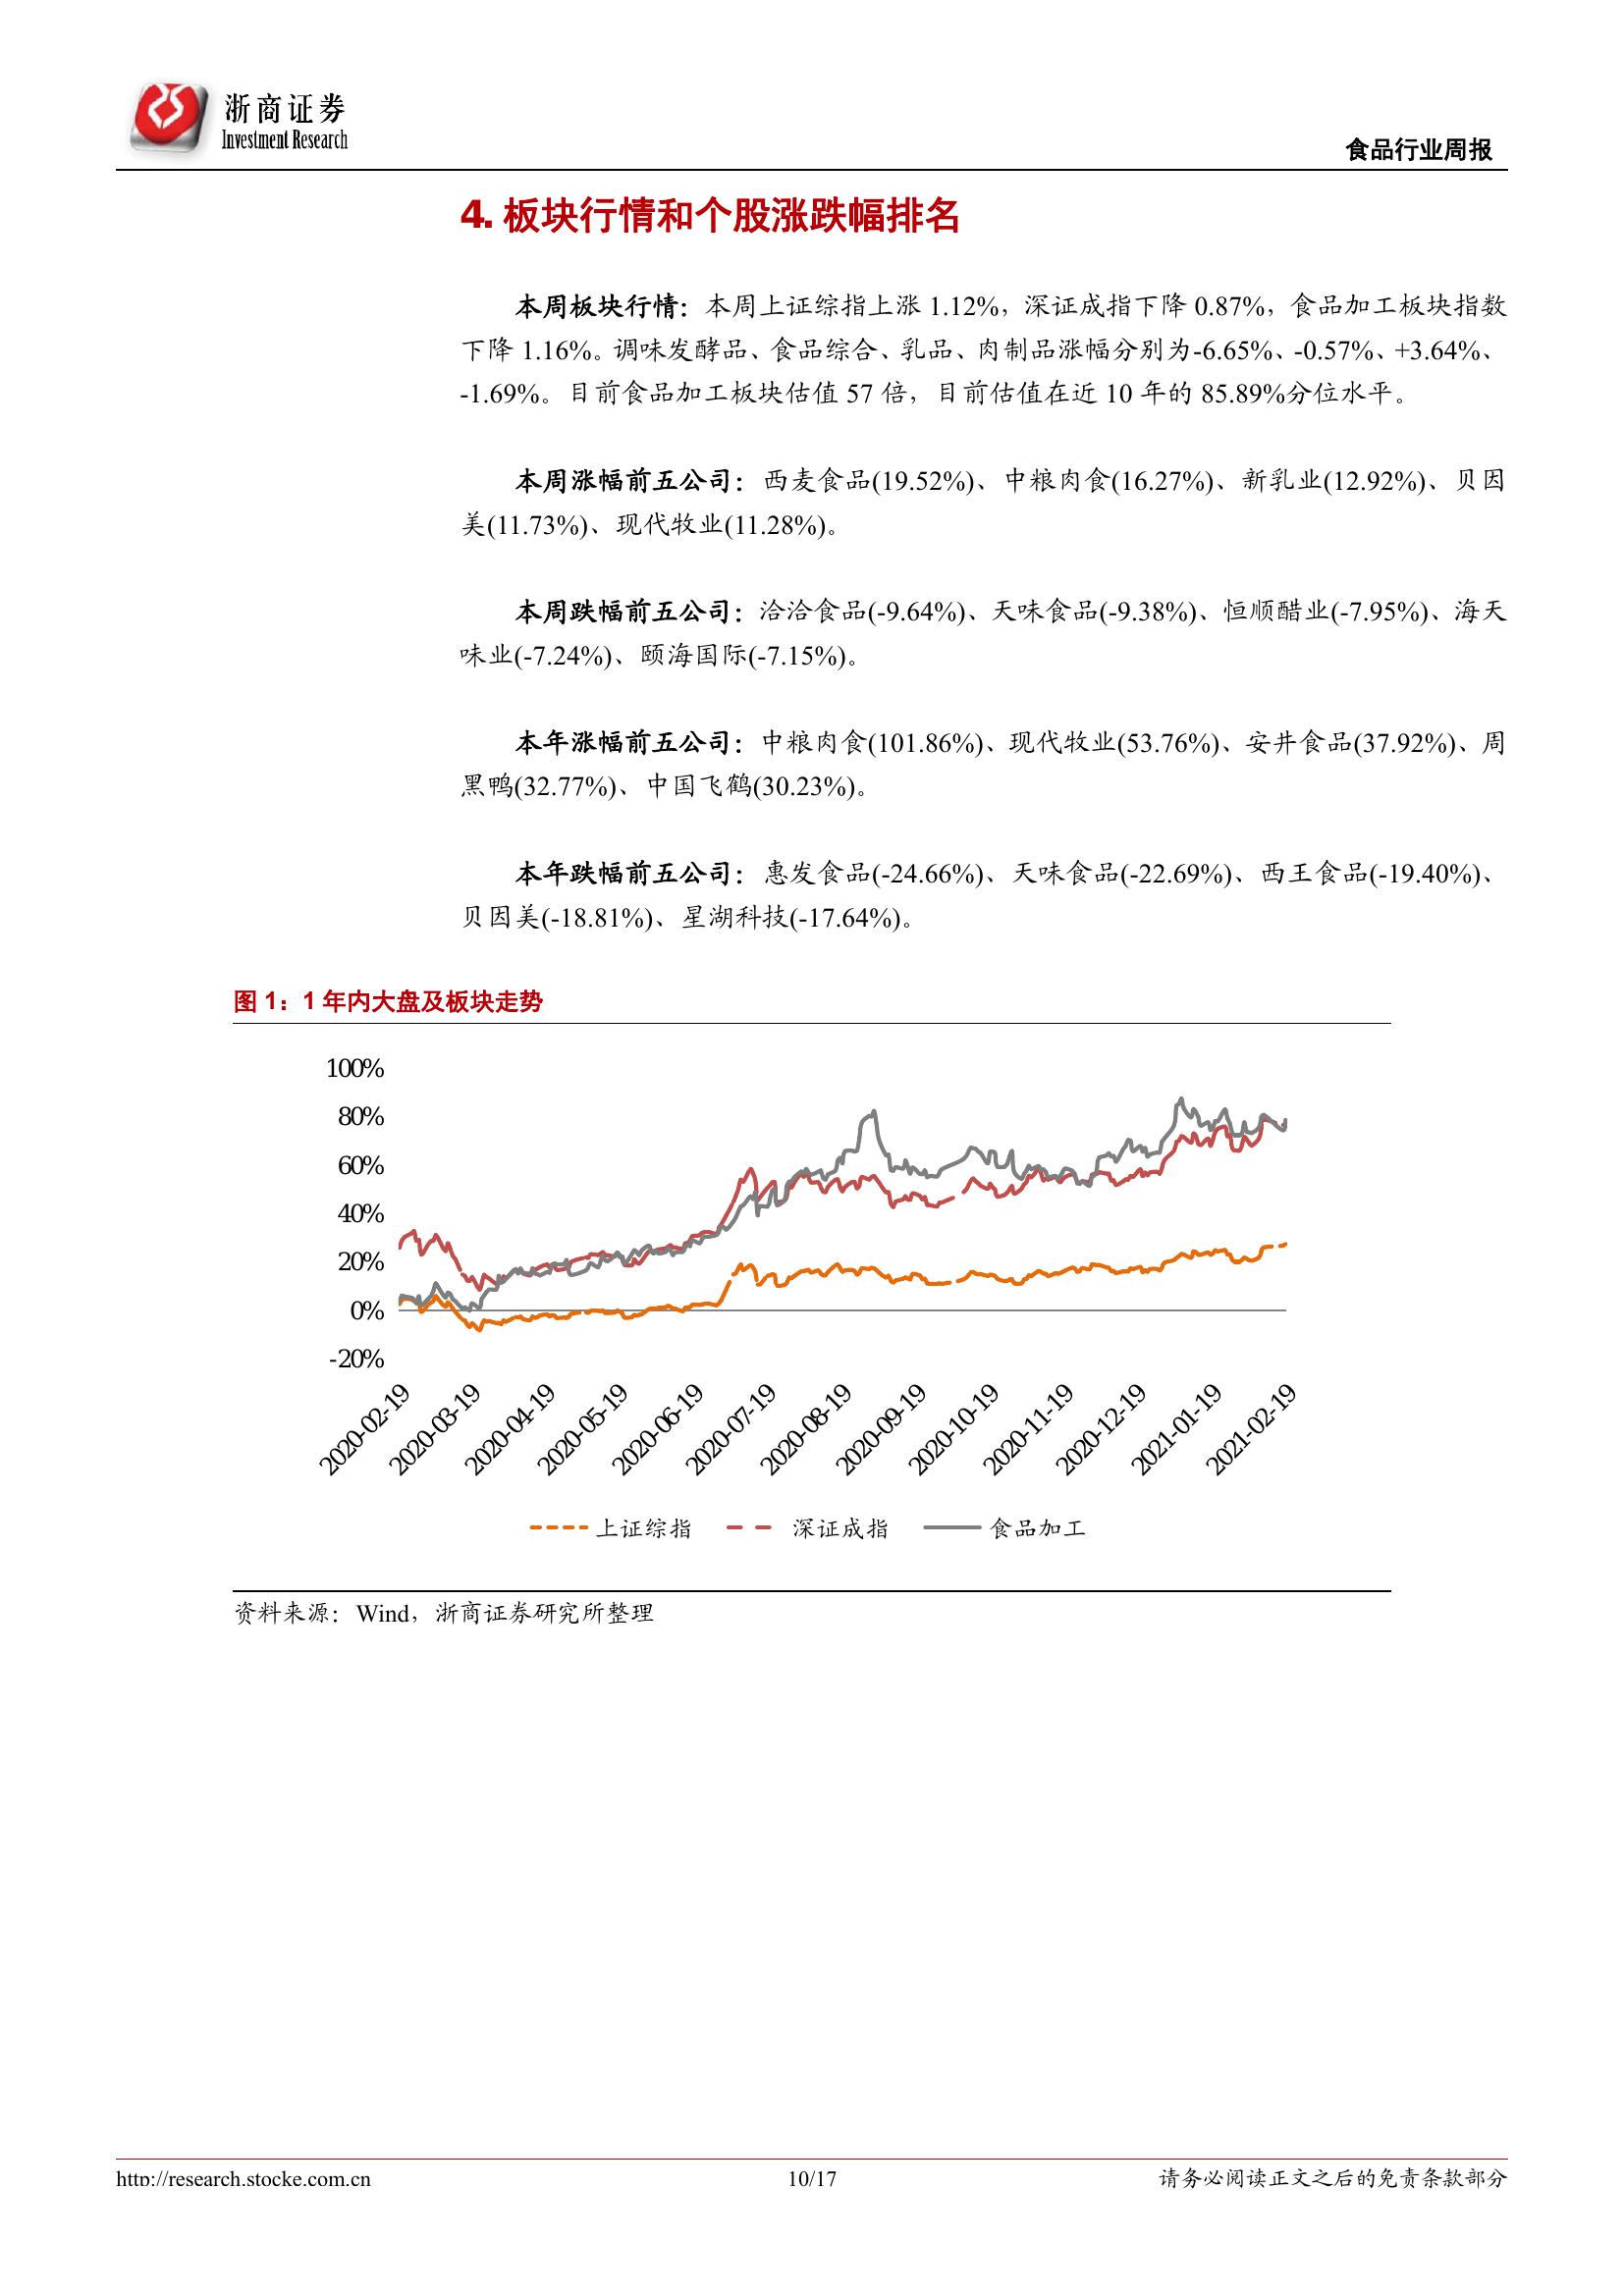 浙商证券
Investment Research
食品行业周报
4. 板块行情和个股涨跌幅排名
本周板块行情：本周上证综指上涨 1.12%，深证成指下降 0.87%，食品加工板块指数
下降 1.16%。调味发酵品、食品综合、乳品、肉制品涨幅分别为-6.65%、-0.57%、+3.64%、
-1.69%。目前食品加工板块估值 57 倍，目前估值在近 10 年的 85.89%分位水平。
本周涨幅前五公司：西麦食品(19.52%)、中粮肉食(16.27%)、新乳业(12.92%)、贝因
美(11.73%)、现代牧业(11.28%)。
本周跌幅前五公司：洽洽食品(-9.64%)、天味食品(-9.38%)、恒顺醋业(-7.95%)、海天
味业(-7.24%)、颐海国际(-7.15%)。
本年涨幅前五公司：中粮肉食(101.86%)、现代牧业(53.76%)、安井食品(37.92%)、周
黑鸭(32.77%)、中国飞鹤(30.23%)。
本年跌幅前五公司：惠发食品(-24.66%)、天味食品(-22.69%)、西王食品(-19.40%)、
贝因美(-18.81%)、星湖科技(-17.64%)。
图 1：1 年内大盘及板块走势
100%
80%
60%
40%
20%
0%
-20%
2020-02-19
2020-03-19
2020-04-19
2020-05-19
2020-06-19
2020-07-19
2020-08-19
2020-09-19
2020-10-19
2020-11-19
2020-12-19
2021-01-19
2021-02-19
上证综指 深证成指 食品加工
资料来源：Wind，浙商证券研究所整理
http://research.stocke.com.cn 10/17 请务必阅读正文之后的免责条款部分